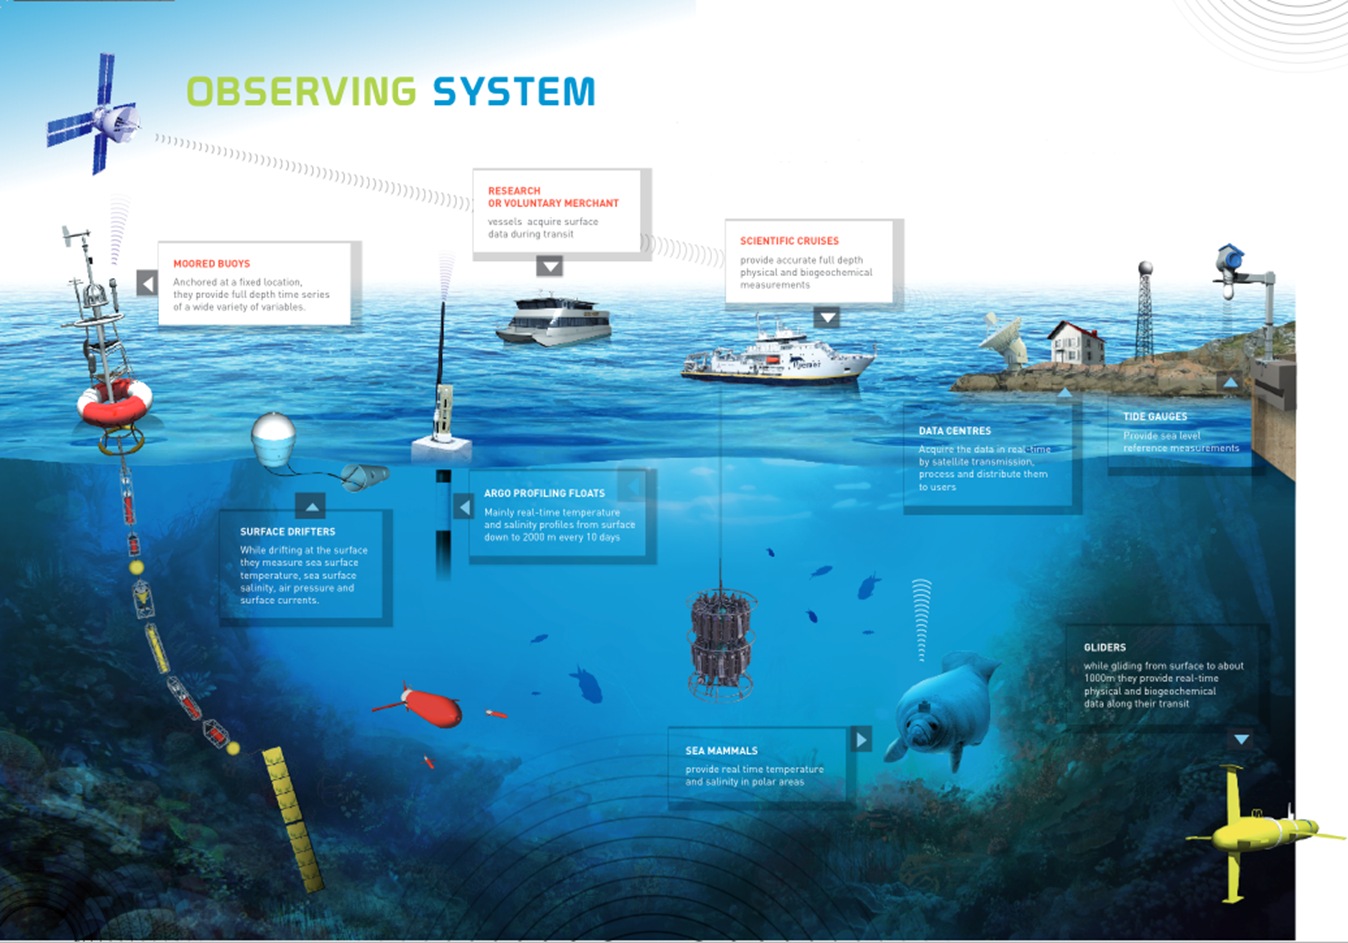 OBSERVING SYSTEM
RESEARCH
OR VOLUNTARY MERCHANT
vessels acquire surface
data during transit
SCIENTIFIC CRUISES
provide accurate full depth
physical and biogeochemical
measurements
MOORED BUOYS
Anchored at a fixed location,
they provide full depth time series
of a wide variety of variables.
TIDE GAUGES
Provide sea level
reference measurements
DATA CENTRES
Acquire the data in real-time
by satellite transmission,
process and distribute them
to users
ARGO PROFILING FLOATS
Mainly real-time temperature
and salinity profiles from surface
down to 2000 m every 10 days
SURFACE DRIFTERS
While drifting at the surface
they measure sea surface
temperature, sea surface
salinity, air pressure and
surface currents.
GLIDERS
while gliding from surface to about
1000m they provide real-time
physical and biogeochemical
data along their transit
SEA MAMMALS
provide real time temperature
and salinity in polar areas